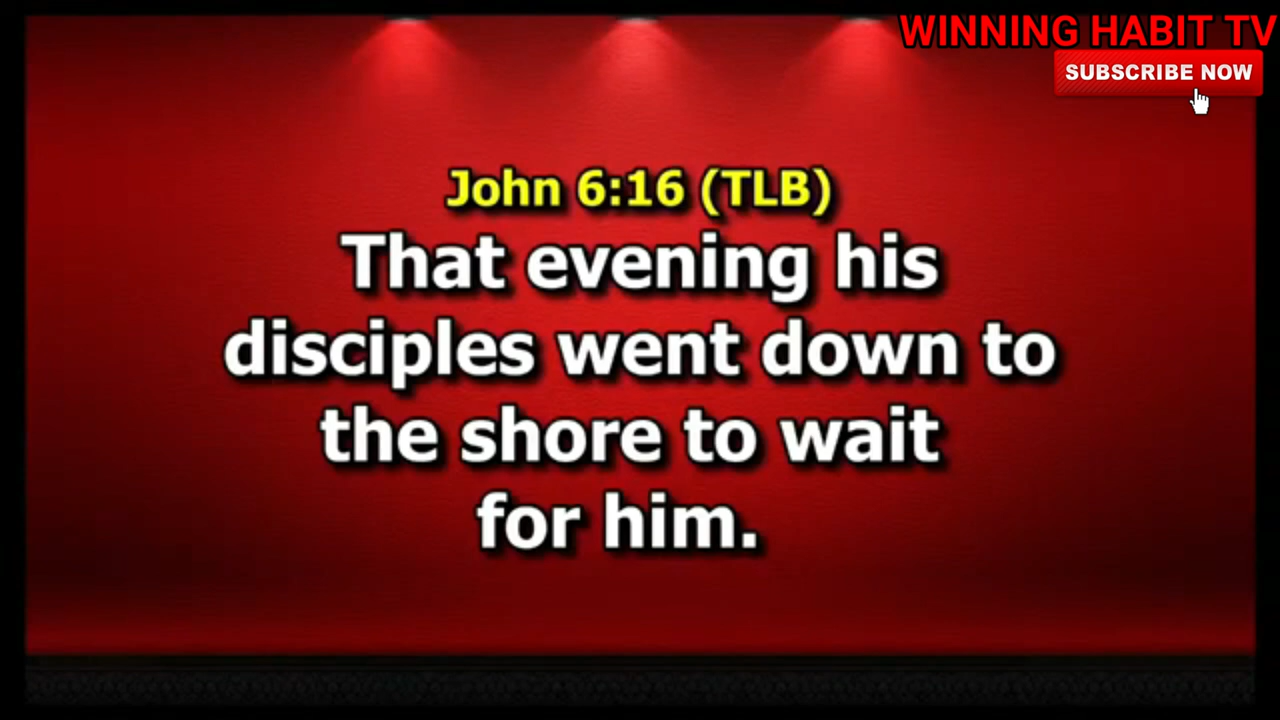 WINNING HABIT TV
SUBSCRIBE NOW
John 6:16 (TLB)
That evening his
disciples went down to
the shore to wait
for him.